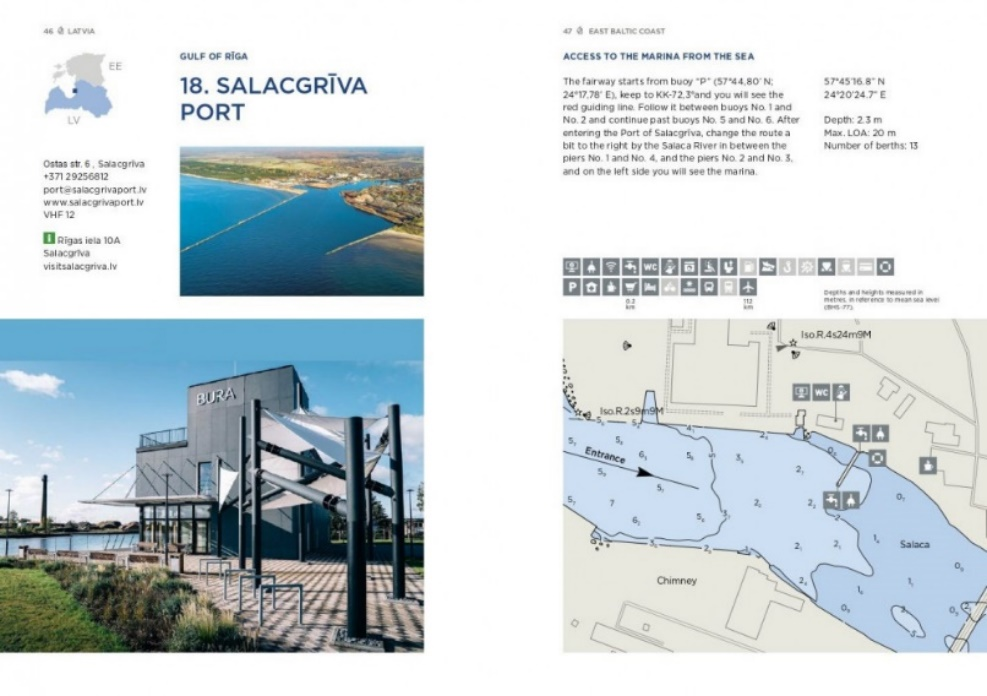 46 LATVIA
EE
LV
GULF OF RĪGA
18. SALACGRĪVA
PORT
Ostas str. 6 , Salacgrīva
+371 29256812
port@salacgrivaport.lv
www.salacgrivaport.lv
VHF 12
i Rīgas iela 10A
Salacgrīva
visitsalacgriva.lv
BURA
47 EAST BALTIC COAST
ACCESS TO THE MARINA FROM THE SEA
The fairway starts from buoy "P" (57°44,80' N;
24°17,78' E), keep to KK-72,3°and you will see the
red guiding line. Follow it between buoys No. 1 and
No. 2 and continue past buoys No. 5 and No. 6. After
entering the Port of Salacgrīva, change the route a
bit to the right by the Salaca River in between the
piers No. 1 and No. 4, and the piers No. 2 and No. 3,
and on the left side you will see the marina.
57°45'16.8" N
24°20'24.7" E
Depth: 2.3 m
Max. LOA: 20 m
Number of berths: 13
WC
P
0.2
km
112
km
Depths and heights measured in
metres, in reference to mean sea level
(BHS-77).
Iso.R.4s24m9M
WC
Iso.R.2s9m9M
Entrance
Salaca
Chimney